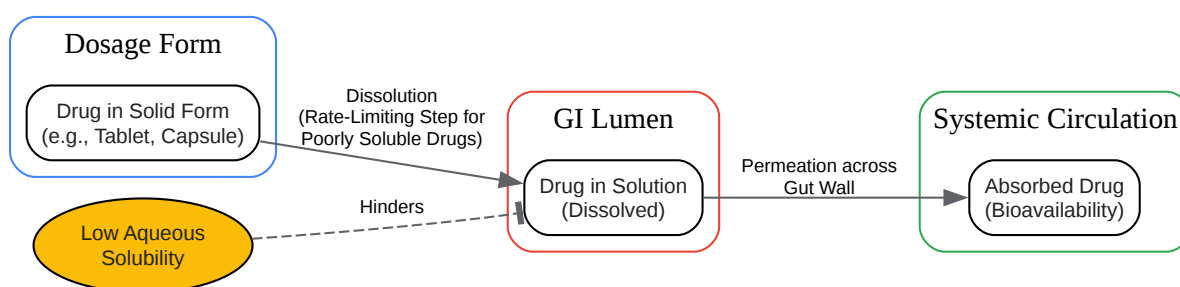 Dosage Form
Drug in Solid Form
(e.g., Tablet, Capsule)
Dissolution
(Rate-Limiting Step for
Poorly Soluble Drugs)
Low Aqueous
Solubility
Hinders
GI Lumen
Drug in Solution
(Dissolved)
Permeation across
Gut Wall
Systemic Circulation
Absorbed Drug
(Bioavailability)